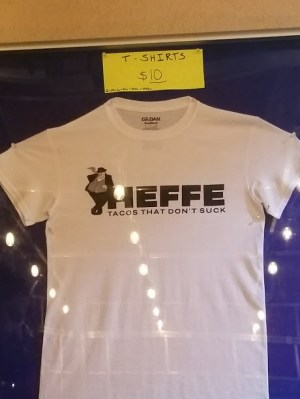 T-SHIRTS
$10
GILDAN
HEFFE
TACOS THAT DON'T SUCK